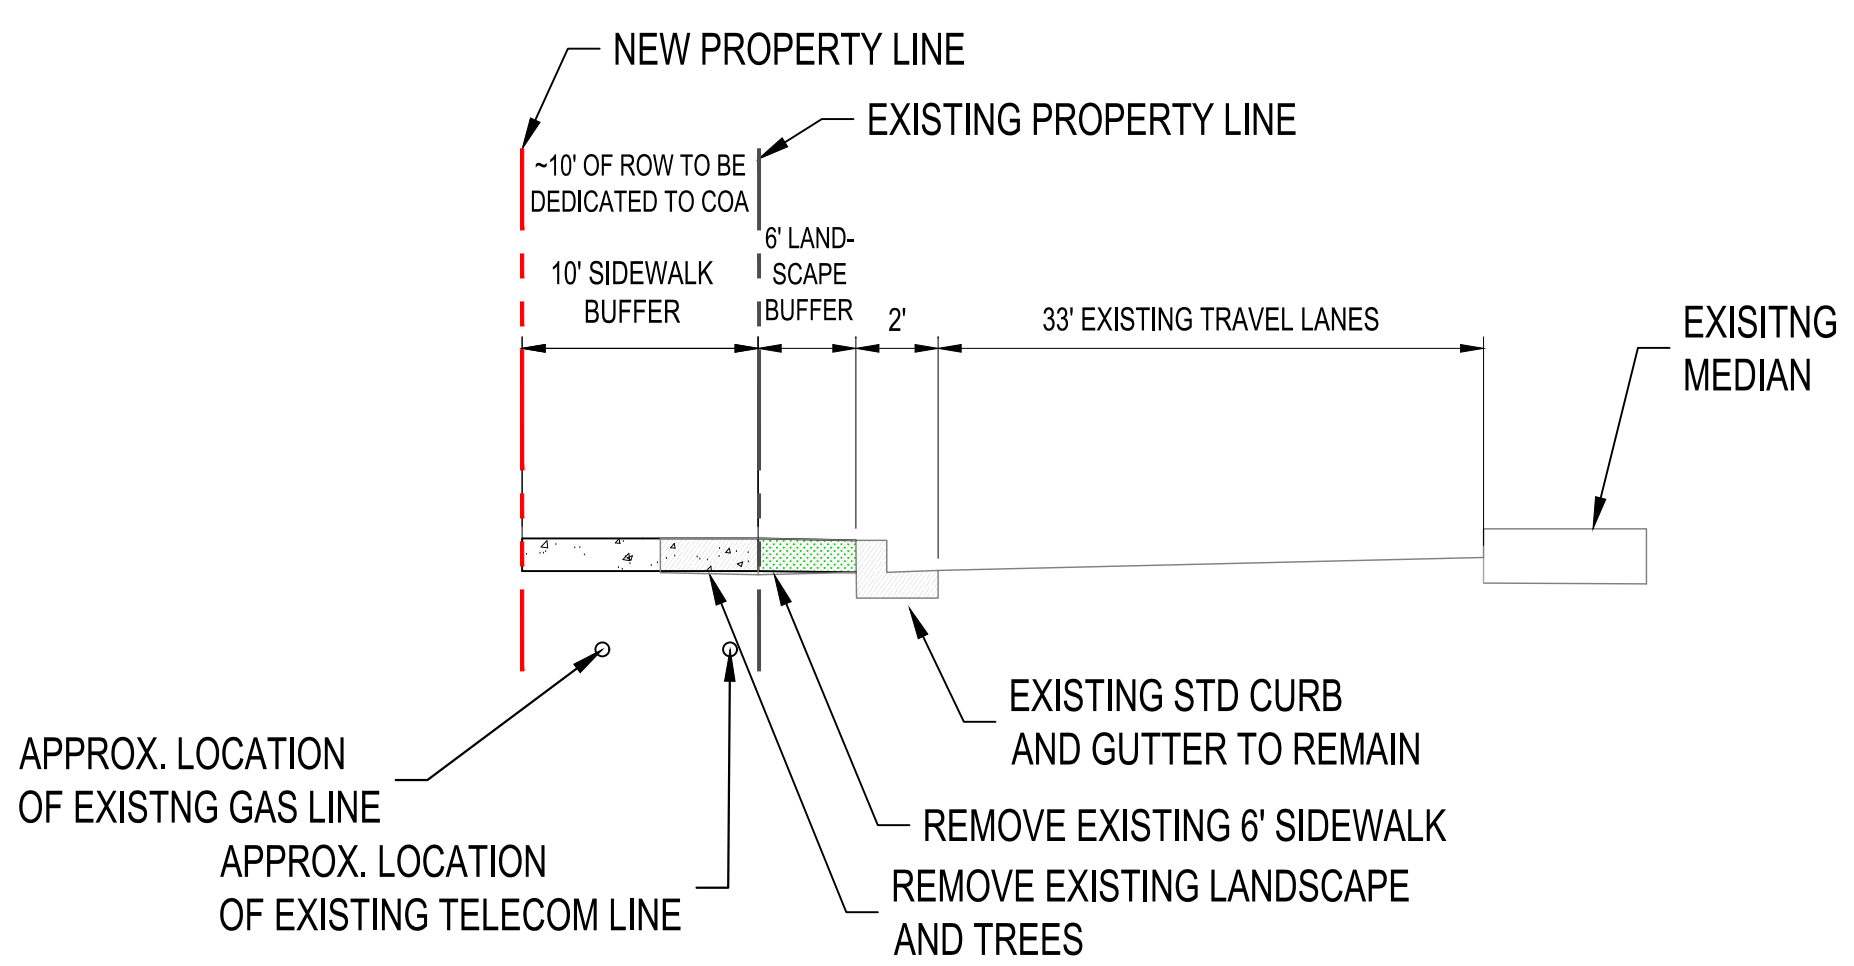 NEW PROPERTY LINE
EXISTING PROPERTY LINE
~10' OF ROW TO BE
DEDICATED TO COA
10' SIDEWALK
BUFFER
6' LAND-
SCAPE
BUFFER
2'
33' EXISTING TRAVEL LANES
EXISITNG
MEDIAN
EXISTING STD CURB
AND GUTTER TO REMAIN
APPROX. LOCATION
OF EXISTNG GAS LINE
REMOVE EXISTING 6' SIDEWALK
APPROX. LOCATION
OF EXISTING TELECOM LINE
REMOVE EXISTING LANDSCAPE
AND TREES